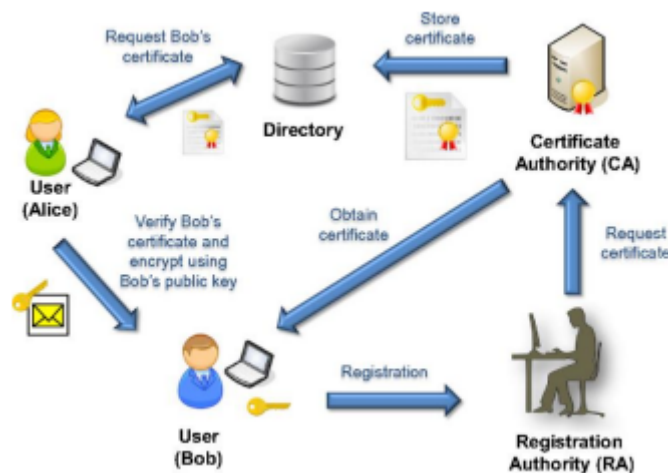 Request Bob's
certificate
Store
certificate
Directory
Certificate
Authority (CA)
User
(Alice)
Verify Bob's
certificate and
encrypt using
Bob's public key
Obtain
certificate
Request
certificate
Registration
User
(Bob)
Registration
Authority (RA)